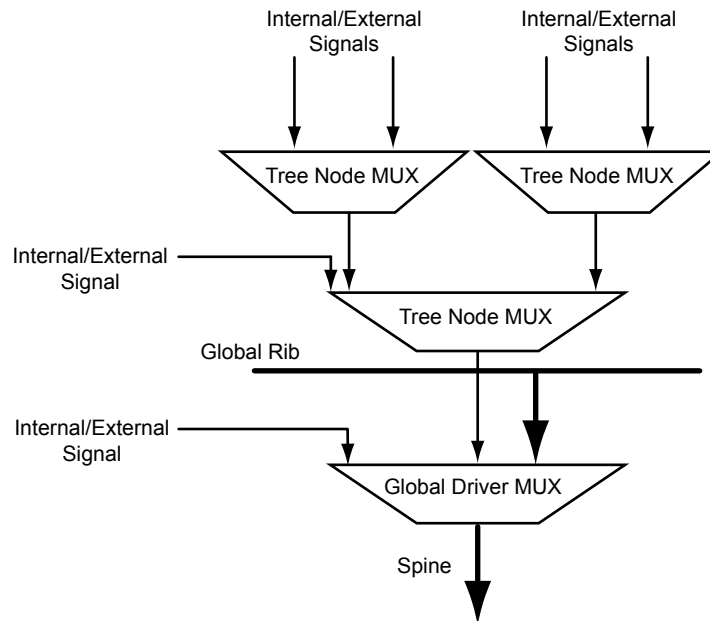 Internal/External
Signals
Internal/External
Signals
Tree Node MUX
Tree Node MUX
Internal/External
Signal
Tree Node MUX
Global Rib
Internal/External
Signal
Global Driver MUX
Spine